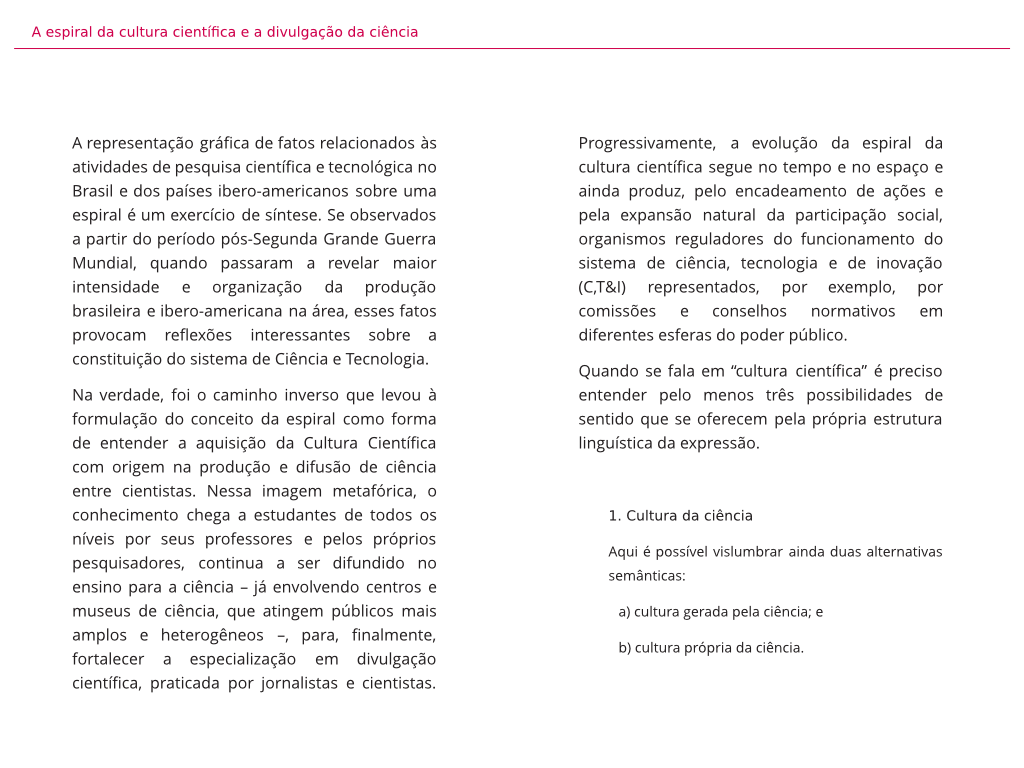 A espiral da cultura científica e a divulgação da ciência
A representação gráfica de fatos relacionados às
atividades de pesquisa científica e tecnológica no
Brasil e dos países ibero-americanos sobre uma
espiral é um exercício de síntese. Se observados
a partir do período pós-Segunda Grande Guerra
Mundial, quando passaram a revelar maior
intensidade e organização da produção
brasileira e ibero-americana na área, esses fatos
provocam reflexões interessantes sobre a
constituição do sistema de Ciência e Tecnologia.
Na verdade, foi o caminho inverso que levou à
formulação do conceito da espiral como forma
de entender a aquisição da Cultura Científica
com origem na produção e difusão de ciência
entre cientistas. Nessa imagem metafórica, o
conhecimento chega a estudantes de todos os
níveis por seus professores e pelos próprios
pesquisadores, continua a ser difundido no
ensino para a ciência – já envolvendo centros e
museus de ciência, que atingem públicos mais
amplos e heterogêneos –, para, finalmente,
fortalecer a especialização em divulgação
científica, praticada por jornalistas e cientistas.
Progressivamente, a evolução da espiral da
cultura científica segue no tempo e no espaço e
ainda produz, pelo encadeamento de ações e
pela expansão natural da participação social,
organismos reguladores do funcionamento do
sistema de ciência, tecnologia e de inovação
(C,T&I) representados, por exemplo, por
comissões e conselhos normativos em
diferentes esferas do poder público.
Quando se fala em “cultura científica” é preciso
entender pelo menos três possibilidades de
sentido que se oferecem pela própria estrutura
linguística da expressão.
1. Cultura da ciência
Aqui é possível vislumbrar ainda duas alternativas
semânticas:
a) cultura gerada pela ciência; e
b) cultura própria da ciência.